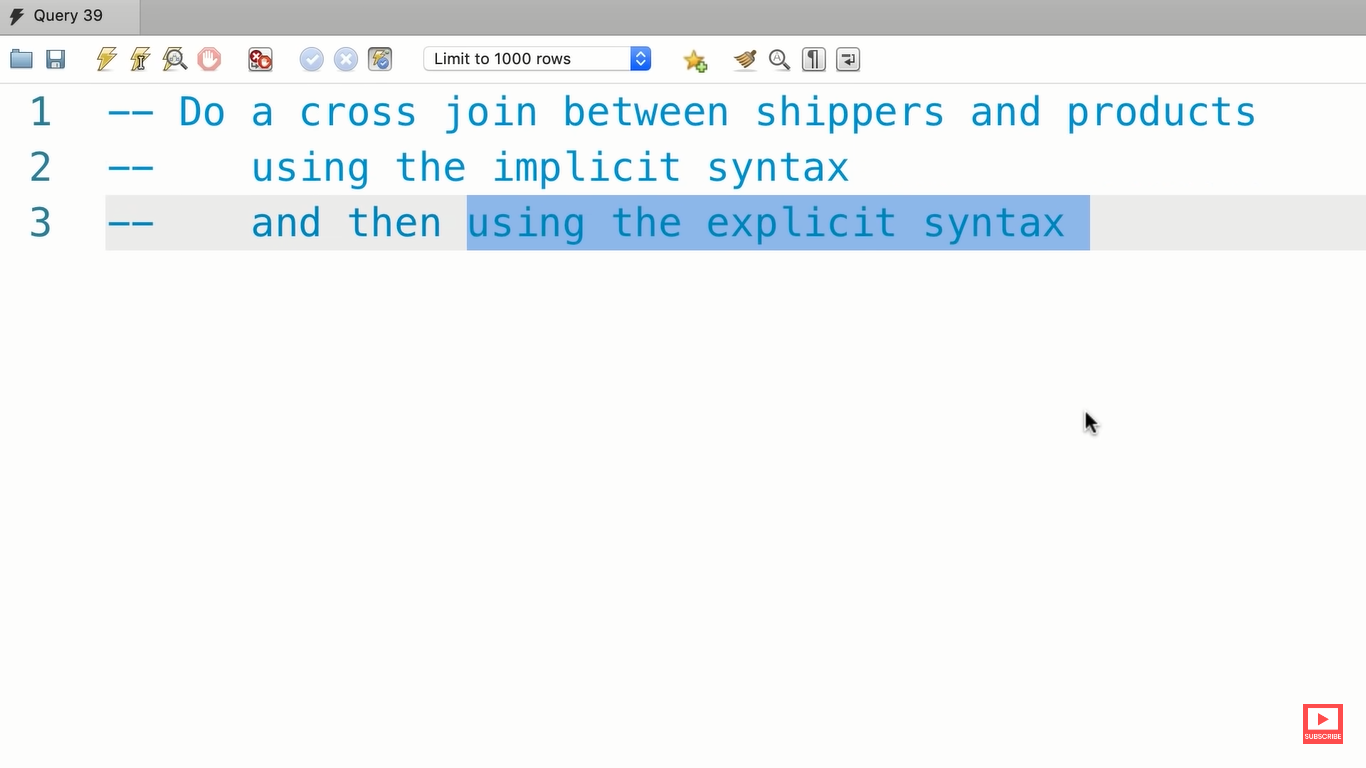 Query 39
Limit to 1000 rows
1 -- Do a cross join between shippers and products
2 --    using the implicit syntax
3 --    and then using the explicit syntax
SUBSCRIBE